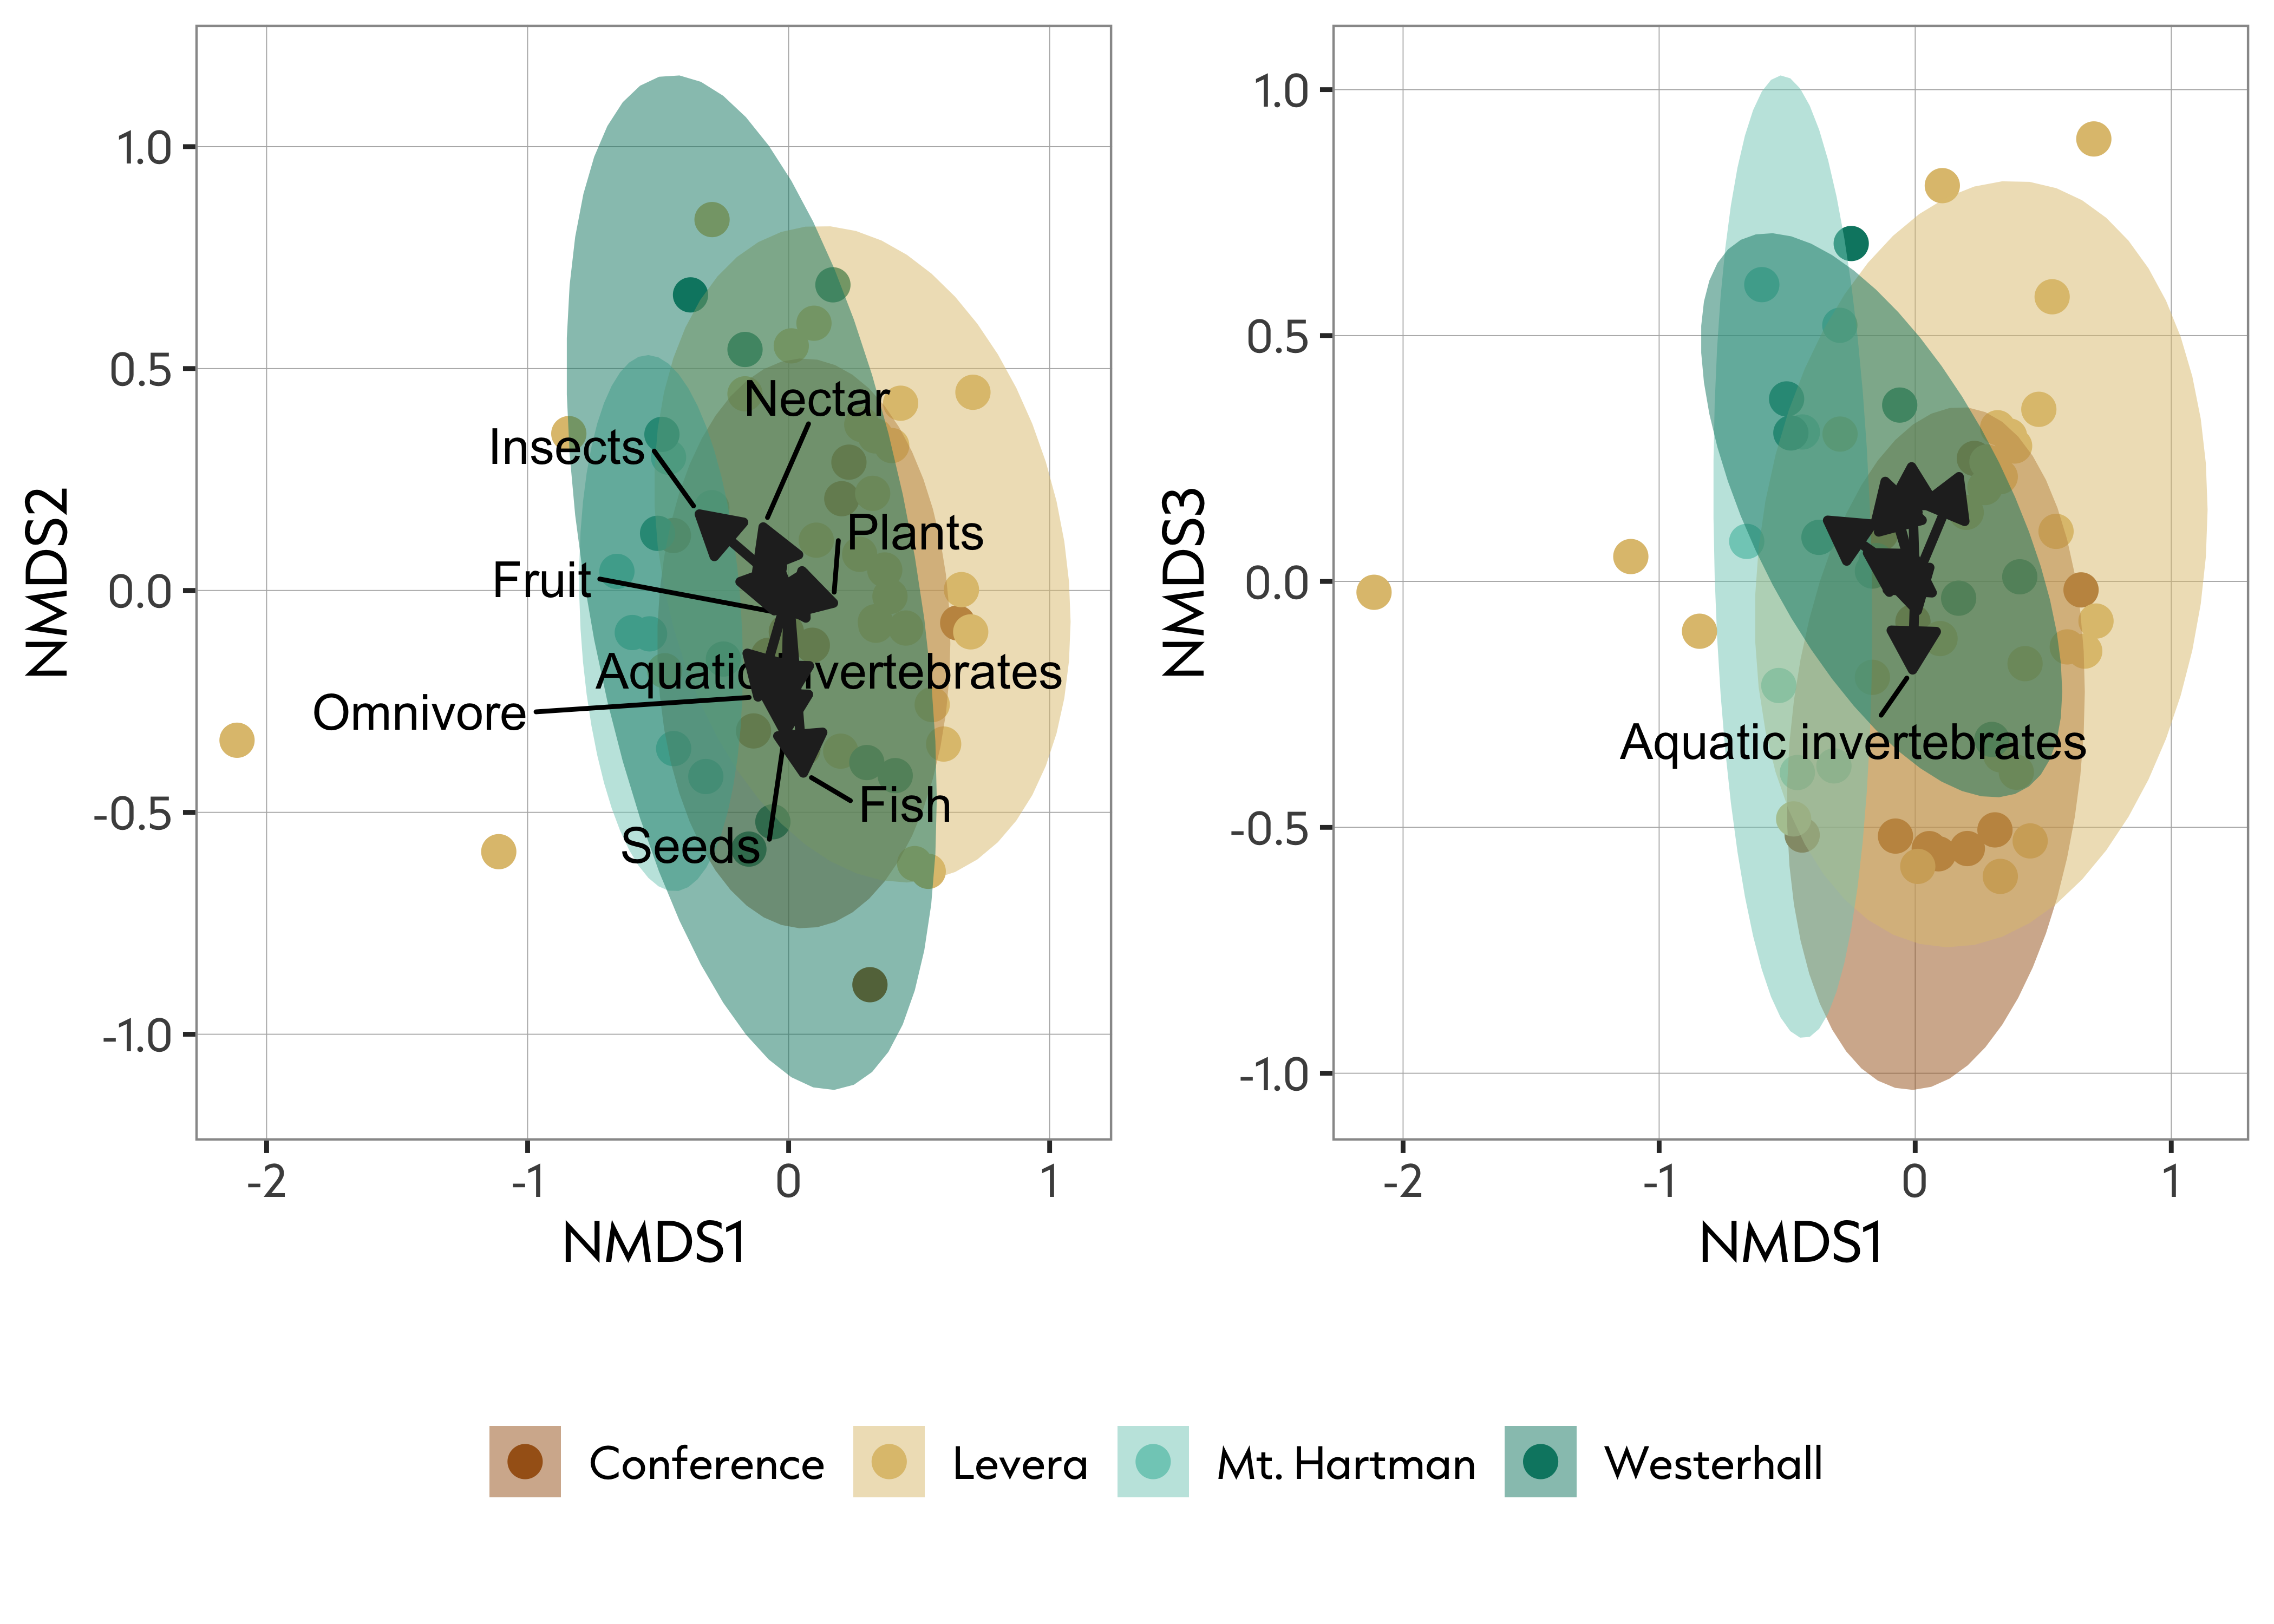 NMDS2
1.0
0.5
0.0
-0.5
-1.0
Nectar
Insects
Plants
Fruit
Aquatic invertebrates
Omnivore
Fish
Seeds
-2
-1
0
1
NMDS1
NMDS3
1.0
0.5
0.0
-0.5
-1.0
Aquatic invertebrates
-2
-1
0
1
NMDS1
Conference
Levera
Mt. Hartman
Westerhall